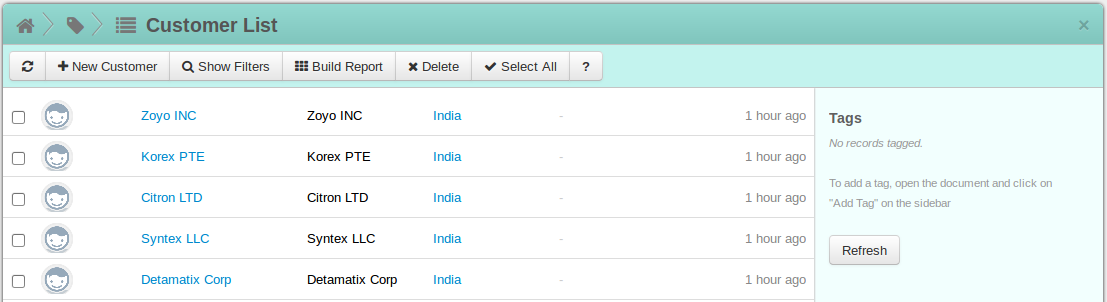 Customer List ×
New Customer Show Filters Build Report Delete Select All ?
Zoyo INC Zoyo INC India - 1 hour ago
Korex PTE Korex PTE India - 1 hour ago
Citron LTD Citron LTD India - 1 hour ago
Syntex LLC Syntex LLC India - 1 hour ago
Detamatix Corp Detamatix Corp India - 1 hour ago
Tags
No records tagged.
To add a tag, open the document and click on
"Add Tag" on the sidebar
Refresh